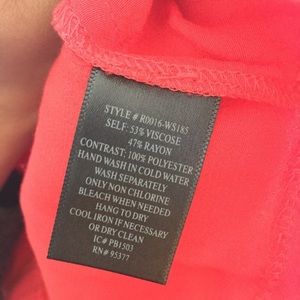 STYLE # R0016-WS185
SELF: 53% VISCOSE
47% RAYON
CONTRAST: 100% POLYESTER
HAND WASH IN COLD WATER
WASH SEPARATELY
ONLY NON CHLORINE
BLEACH WHEN NEEDED
HANG TO DRY
COOL IRON IF NECESSARY
OR DRY CLEAN
IC# PB1503
RN# 95377